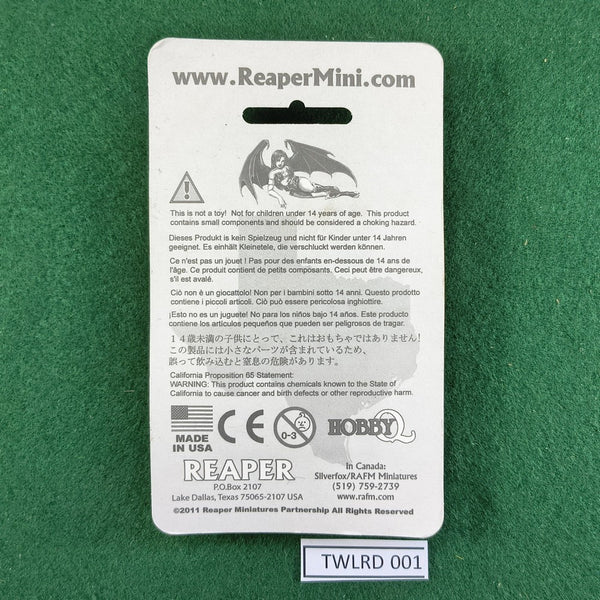 www.ReaperMini.com
This is not a toy! Not for children under 14 years of age. This product
contains small components and should be considered a choking hazard.
Dieses Produkt is kein Spielzeug und nicht für Kinder unter 14 Jahren
geeignet. Es einhält Kleinetele, die verschluckt werden können.
Ce n'est pas un jouet ! Pas pour des enfants en-dessous de 14 ans de
l'âge. Ce produit contient de petits composants. Ceci peut être dangereux,
s'il est avalé.
Ciò non è un giocattolo! Non per i bambini sotto 14 anni. Questo prodotto
contiene i piccoli articoli. Ciò può essere pericolosa inghiottire.
¡Esto no es un juguete! No para los niños bajo 14 años. Este producto
contiene los artículos pequeños que pueden ser peligrosos de tragar.
14歳未満の子供にとって、これはおもちゃではありません!
この製品には小さなパーツが含まれているため、
誤って飲み込むと窒息の危険があります。
California Proposition 65 Statement:
WARNING: This product contains chemicals known to the State of
California to cause cancer and birth defects or other reproductive harm.
MADE
IN USA
CE
0-3
HOBBYQ
REAPER
P.O.Box 2107
Lake Dallas, Texas 75065-2107 USA
In Canada:
Silverfox/RAFM Miniatures
(519) 759-2739
www.rafm.com
©2011 Reaper Miniatures Partnership All Rights Reserved
TWLRD 001